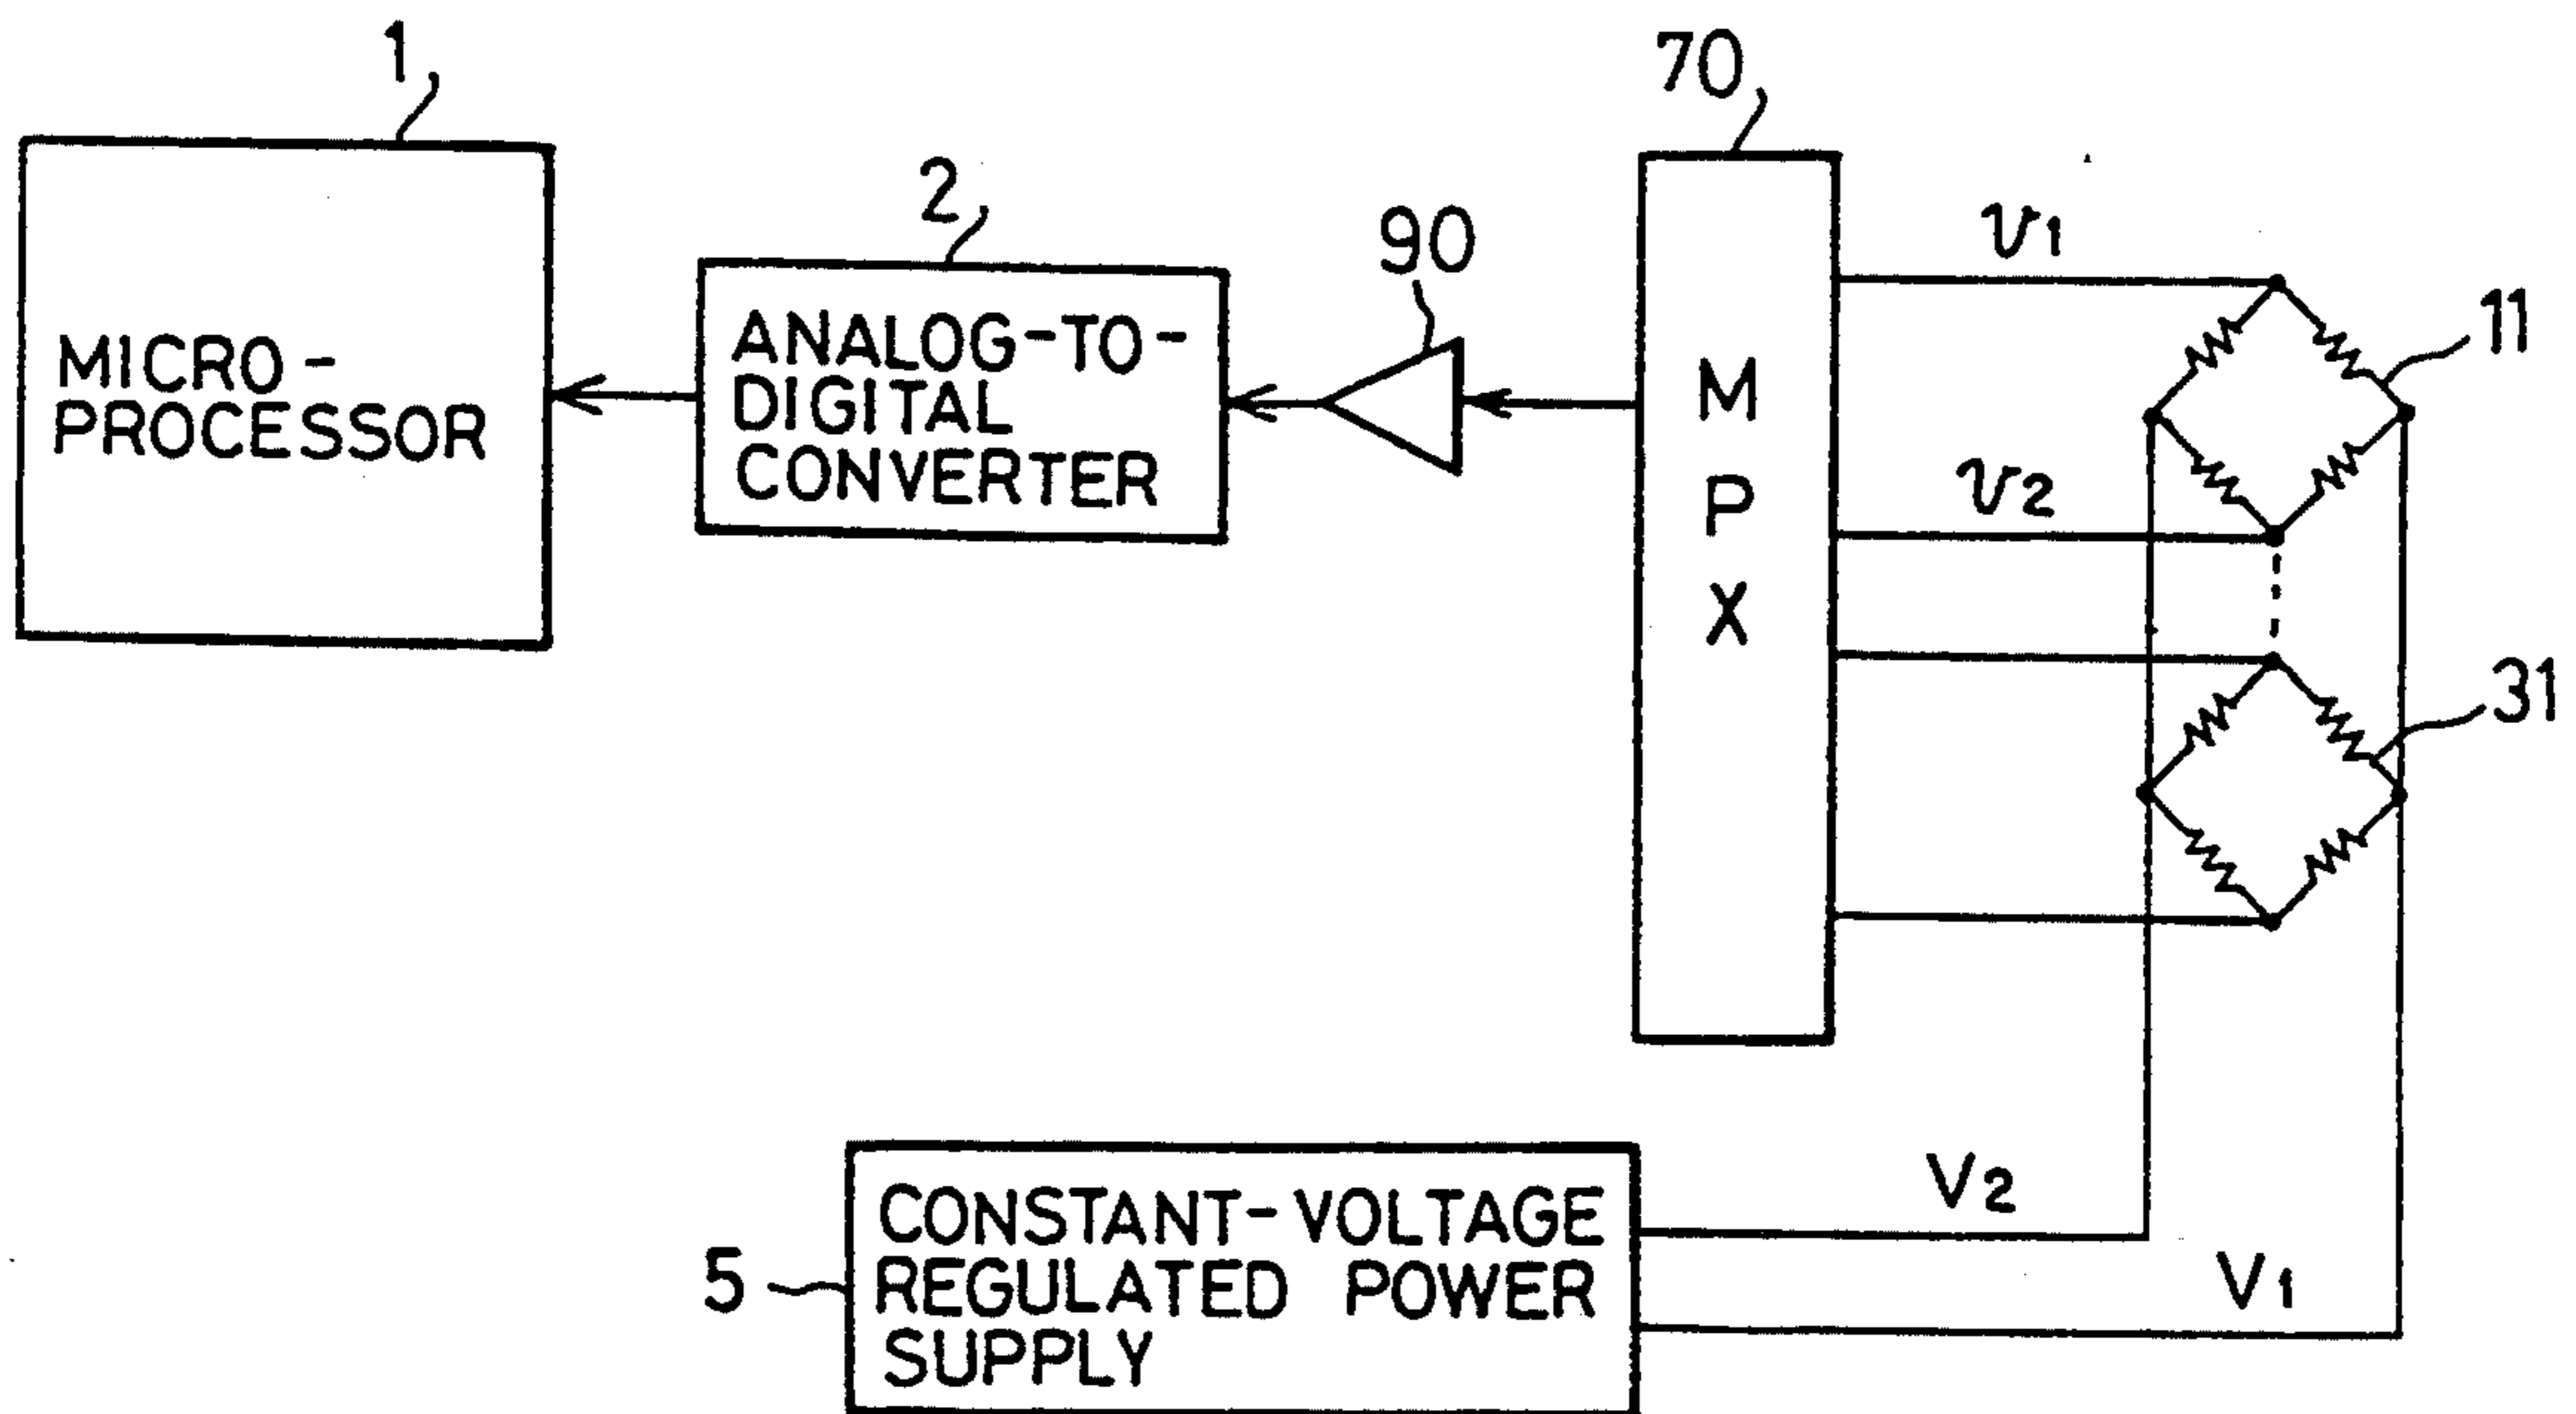 1
MICRO-
PROCESSOR
2
ANALOG-TO-
DIGITAL
CONVERTER
90
70
M
P
X
v1
v2
11
31
5
CONSTANT-VOLTAGE
REGULATED POWER
SUPPLY
V2
V1